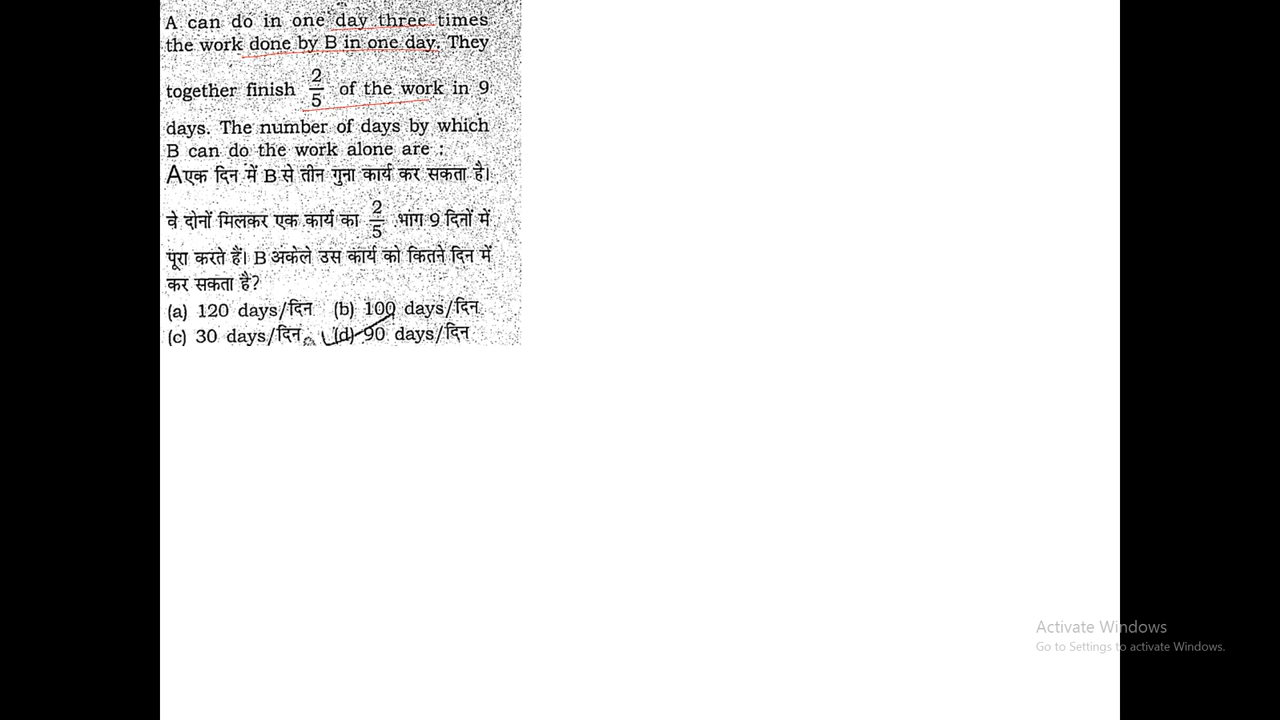 A can do in one day three times
the work done by B in one day. They
together finish 2/5 of the work in 9
days. The number of days by which
B can do the work alone are :
A एक दिन में B से तीन गुना कार्य कर सकता है।
वे दोनों मिलकर एक कार्य का 2/5 भाग 9 दिनों में
पूरा करते हैं। B अकेले उस कार्य को कितने दिन में
कर सकता है?
(a) 120 days/दिन (b) 100 days/दिन
(c) 30 days/दिन (d) 90 days/दिन
Activate Windows
Go to Settings to activate Windows.